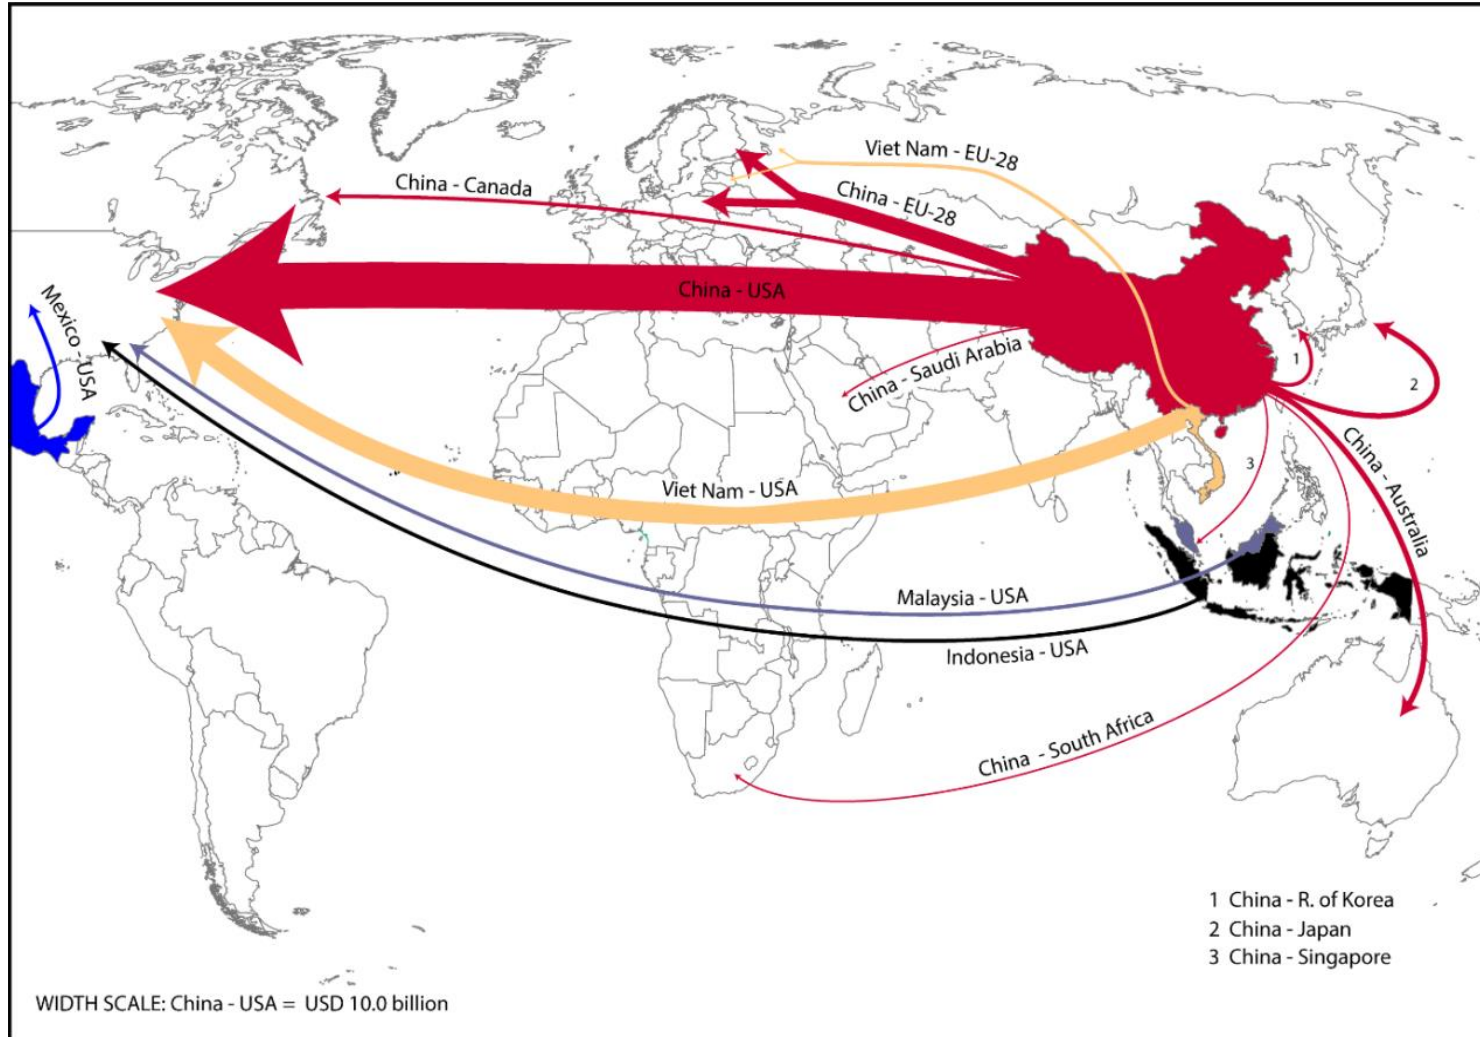 Viet Nam - EU-28
China - Canada
China - EU-28
China - USA
Mexico - USA
China - Saudi Arabia
1
2
China - Australia
3
Viet Nam - USA
Malaysia - USA
Indonesia - USA
China - South Africa
1 China - R. of Korea
2 China - Japan
3 China - Singapore
WIDTH SCALE: China - USA = USD 10.0 billion